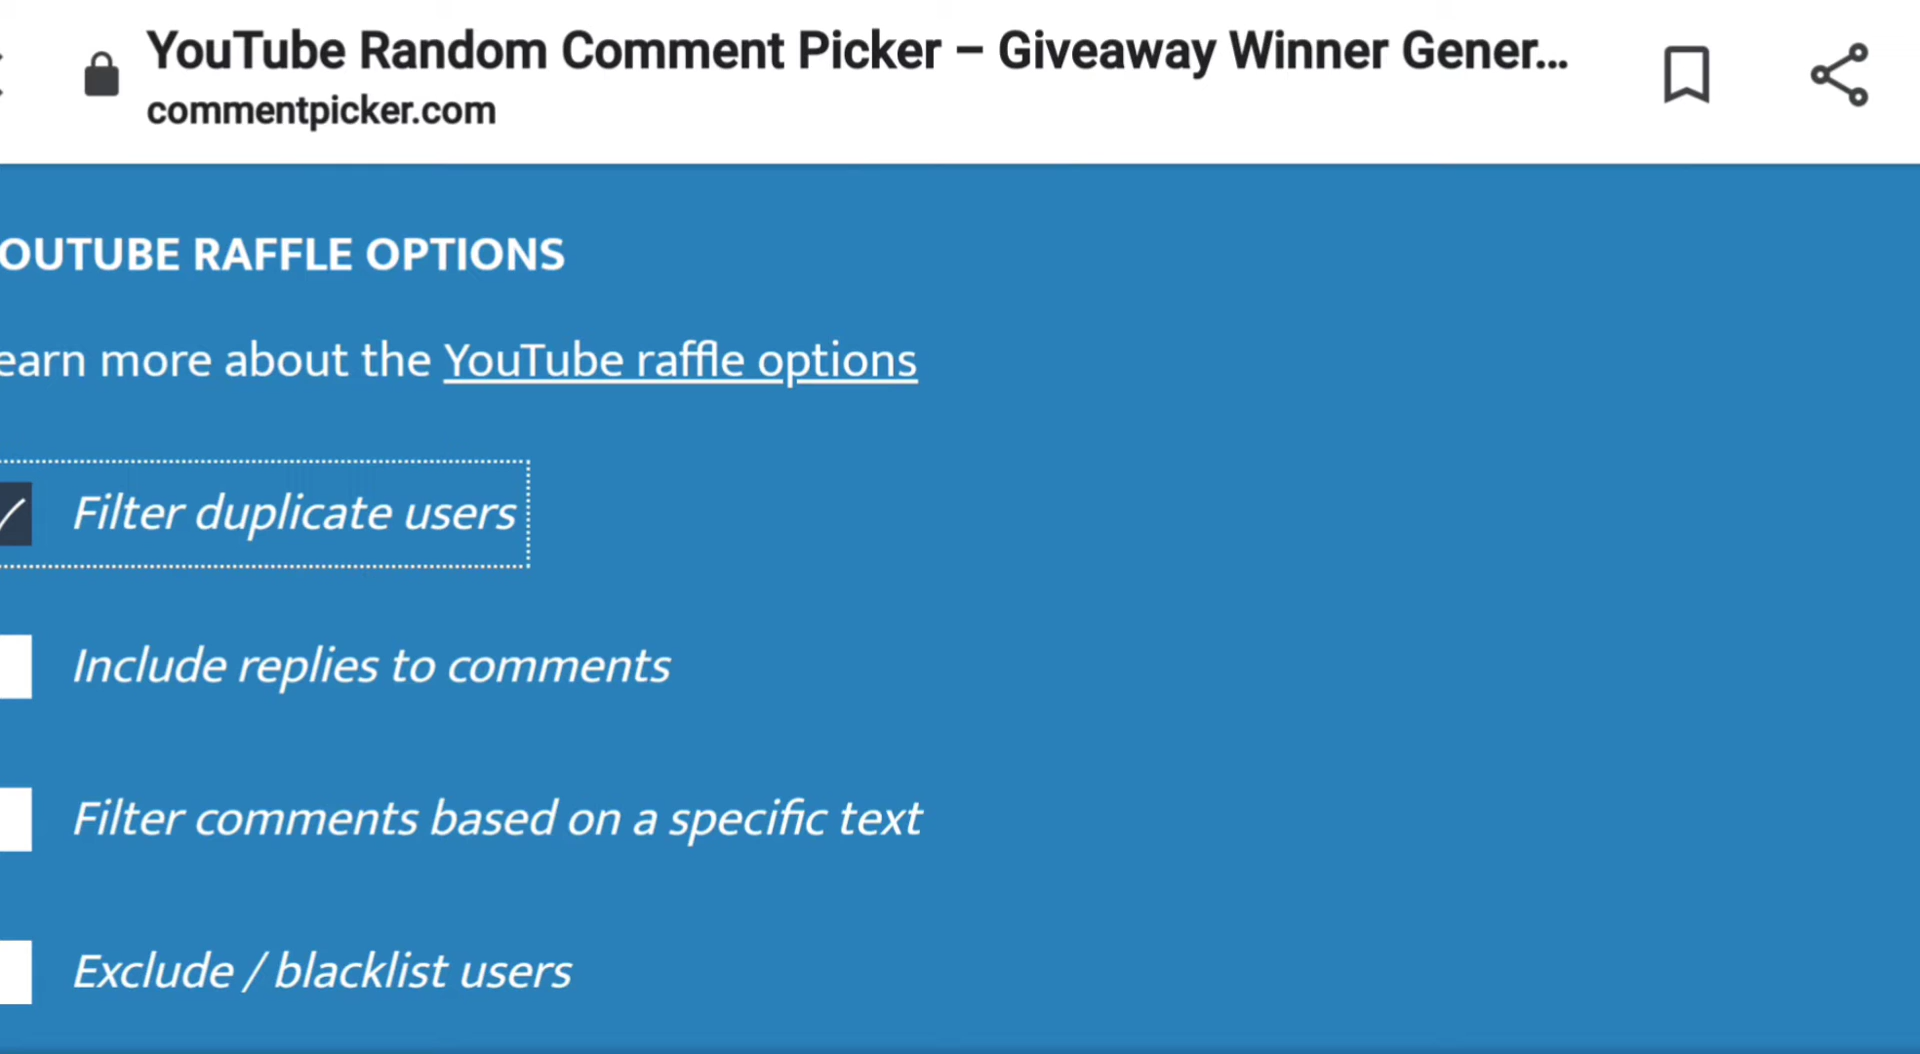 YouTube Random Comment Picker – Giveaway Winner Gener...
commentpicker.com
OUTUBE RAFFLE OPTIONS
earn more about the YouTube raffle options
Filter duplicate users
Include replies to comments
Filter comments based on a specific text
Exclude / blacklist users